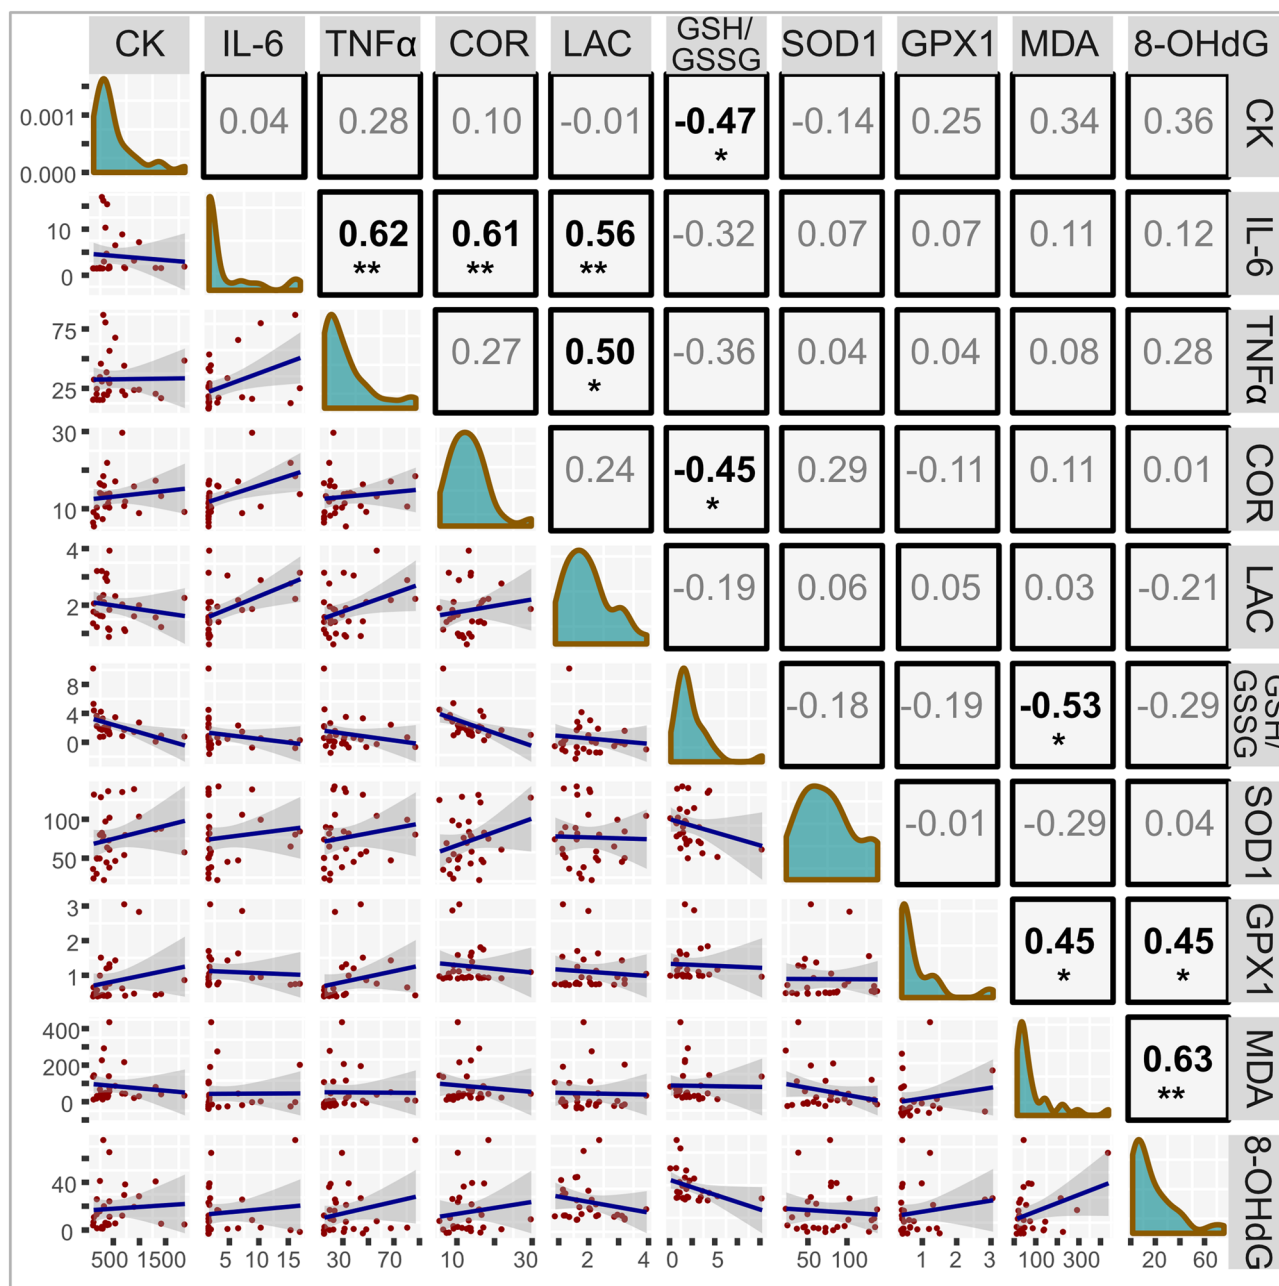 CK IL-6 TNFα COR LAC GSH/ GSSG SOD1 GPX1 MDA 8-OHdG
0.001 0.000 0.04 0.28 0.10 -0.01 -0.47 * -0.14 0.25 0.34 0.36 CK
10 0 0.62 ** 0.61 ** 0.56 ** -0.32 0.07 0.07 0.11 0.12 IL-6
75 25 0.27 0.50 * -0.36 0.04 0.04 0.08 0.28 TNFα
30 10 0.24 -0.45 * 0.29 -0.11 0.11 0.01 COR
4 2 -0.19 0.06 0.05 0.03 -0.21 LAC
8 4 0 -0.18 -0.19 -0.53 * -0.29 GSH/ GSSG
100 50 -0.01 -0.29 0.04 SOD1
3 2 1 0.45 * 0.45 * GPX1
400 200 0 0.63 ** MDA
40 0 8-OHdG
500 1500 5 10 15 30 70 10 30 2 4 0 5 50 100 1 2 3 100 300 20 60